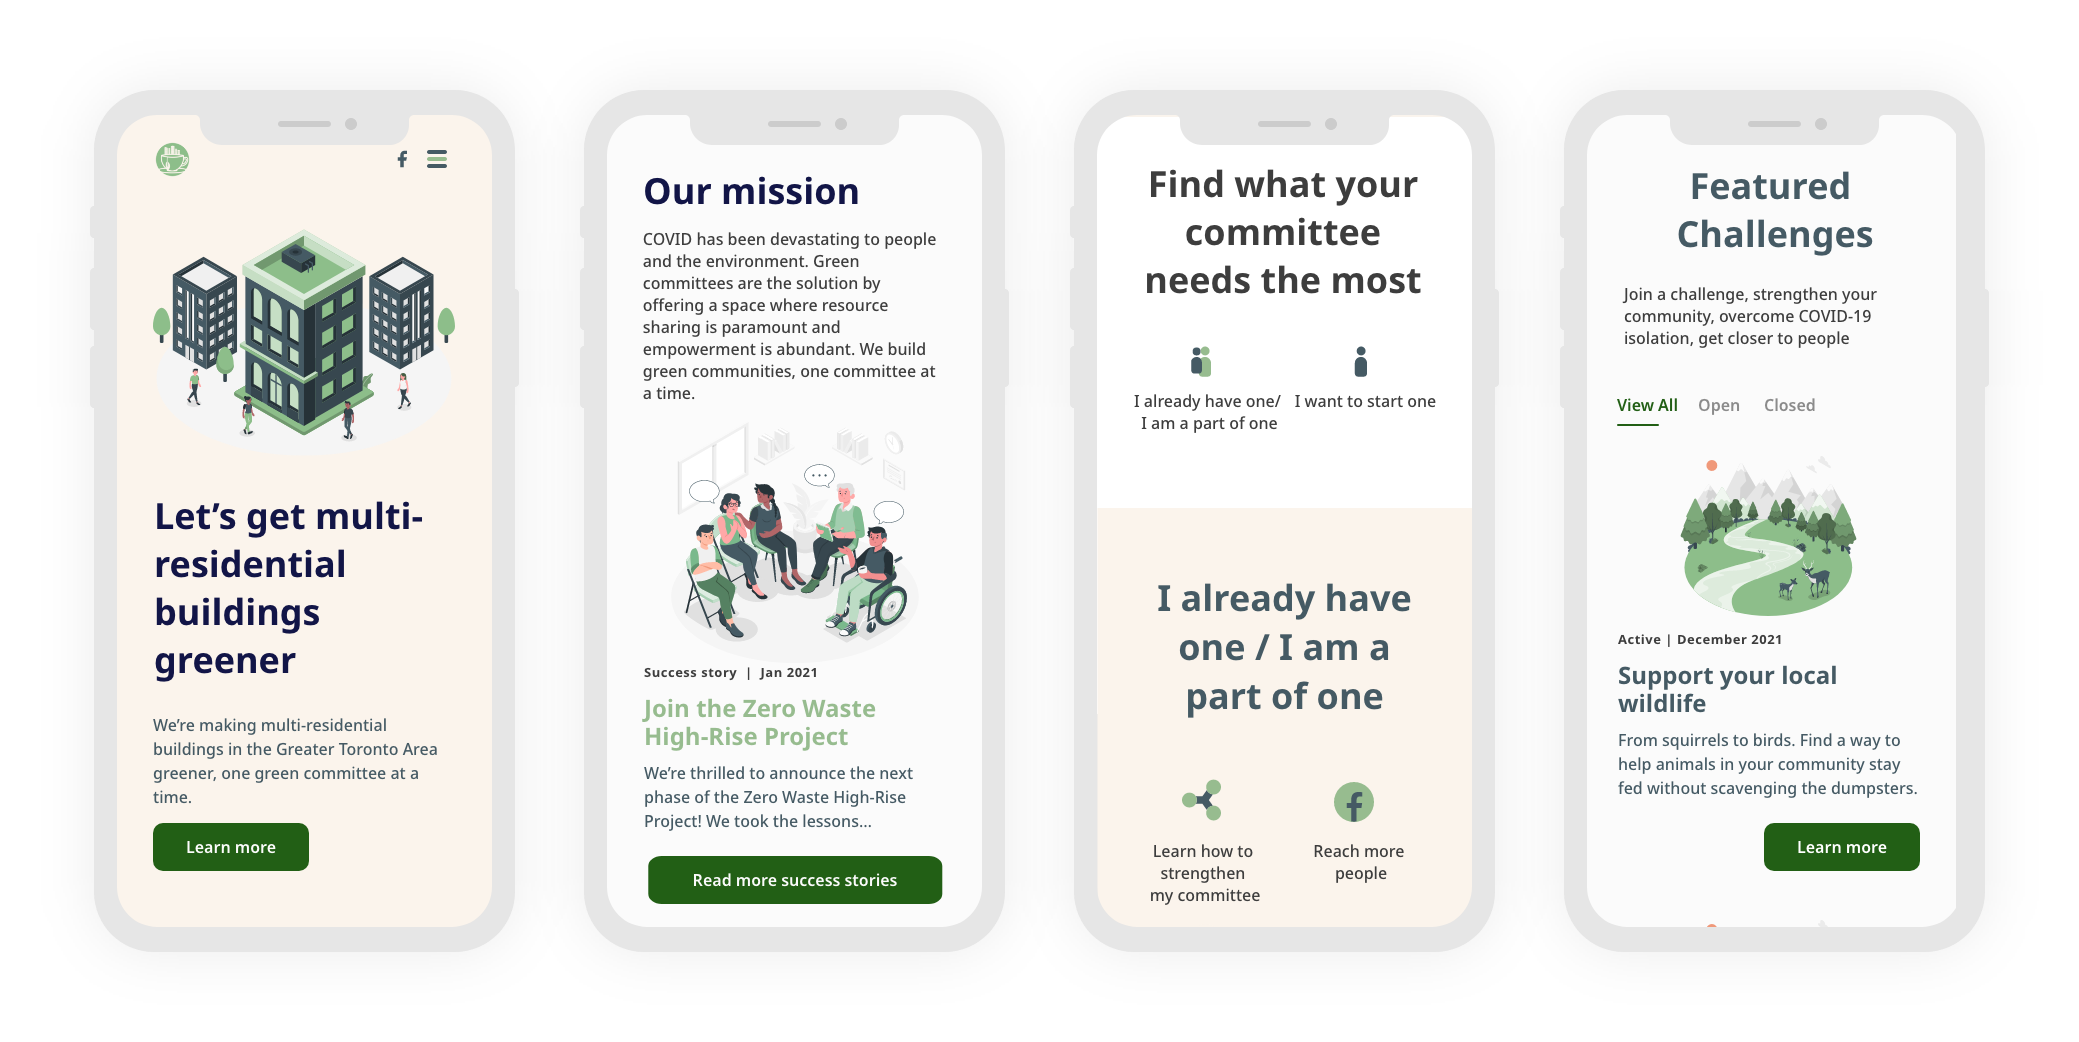 Let’s get multi-
residential
buildings
greener
We’re making multi-residential
buildings in the Greater Toronto Area
greener, one green committee at a
time.
Learn more
Our mission
COVID has been devastating to people
and the environment. Green
committees are the solution by
offering a space where resource
sharing is paramount and
empowerment is abundant. We build
green communities, one committee at
a time.
Success story | Jan 2021
Join the Zero Waste
High-Rise Project
We’re thrilled to announce the next
phase of the Zero Waste High-Rise
Project! We took the lessons...
Read more success stories
Find what your
committee
needs the most
I already have one/
I am a part of one
I want to start one
I already have
one / I am a
part of one
Learn how to
strengthen
my committee
Reach more
people
Featured
Challenges
Join a challenge, strengthen your
community, overcome COVID-19
isolation, get closer to people
View All Open Closed
Active | December 2021
Support your local
wildlife
From squirrels to birds. Find a way to
help animals in your community stay
fed without scavenging the dumpsters.
Learn more